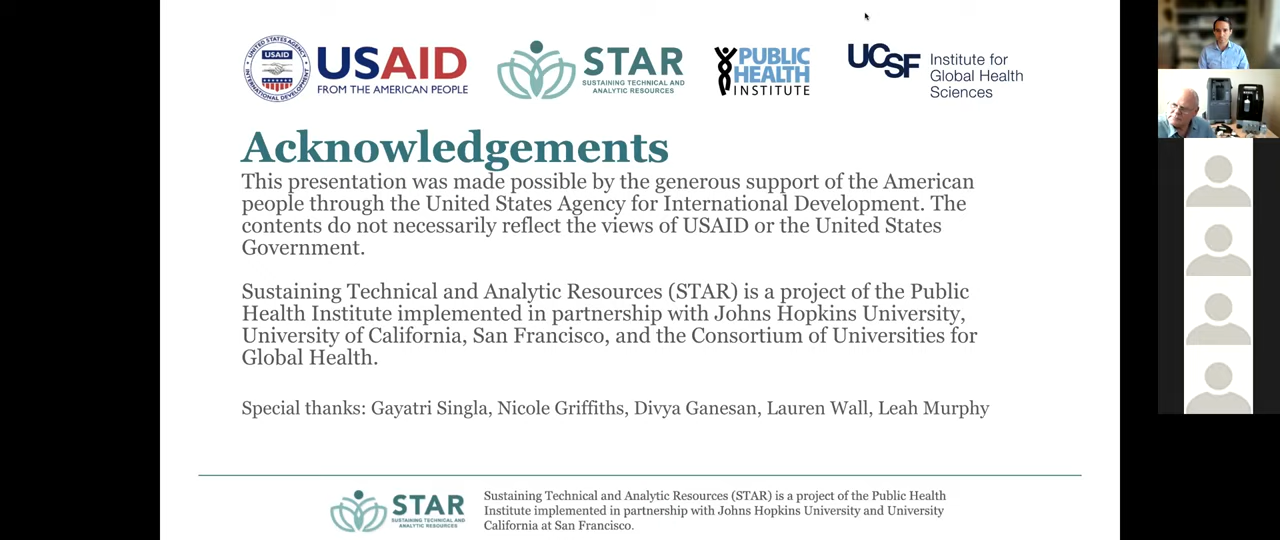 UNITED STATES AGENCY
USAID
INTERNATIONAL DEVELOPMENT
USAID
FROM THE AMERICAN PEOPLE
STAR
SUSTAINING TECHNICAL AND
ANALYTIC RESOURCES
PUBLIC
HEALTH
INSTITUTE
UCSF
Institute for
Global Health
Sciences
Acknowledgements
This presentation was made possible by the generous support of the American
people through the United States Agency for International Development. The
contents do not necessarily reflect the views of USAID or the United States
Government.
Sustaining Technical and Analytic Resources (STAR) is a project of the Public
Health Institute implemented in partnership with Johns Hopkins University,
University of California, San Francisco, and the Consortium of Universities for
Global Health.
Special thanks: Gayatri Singla, Nicole Griffiths, Divya Ganesan, Lauren Wall, Leah Murphy
STAR
SUSTAINING TECHNICAL AND
ANALYTIC RESOURCES
Sustaining Technical and Analytic Resources (STAR) is a project of the Public Health
Institute implemented in partnership with Johns Hopkins University and University
California at San Francisco.